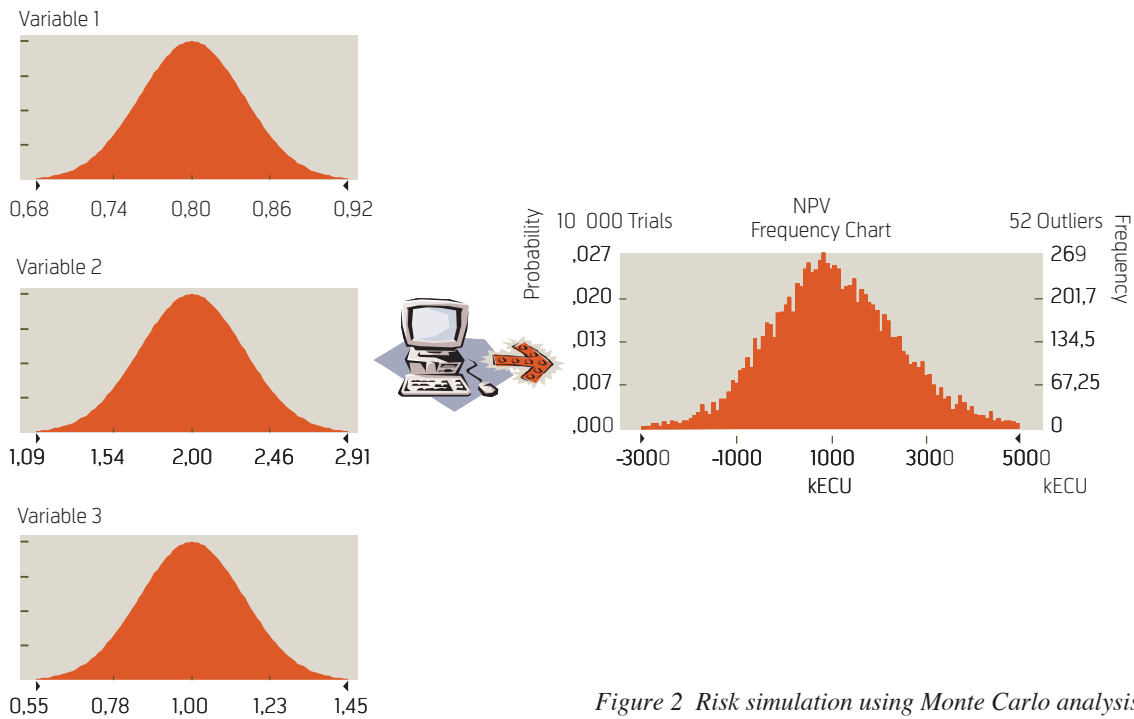 Variable 1
0,68 0,74 0,80 0,86 0,92
Variable 2
1,09 1,54 2,00 2,46 2,91
Variable 3
0,55 0,78 1,00 1,23 1,45
NPV
10 000 Trials Frequency Chart 52 Outliers
Probability
Frequency
,027 269
,020 201,7
,013 134,5
,007 67,25
,000 0
-3000 -1000 1000 3000 5000
kECU kECU
Figure 2 Risk simulation using Monte Carlo analysis